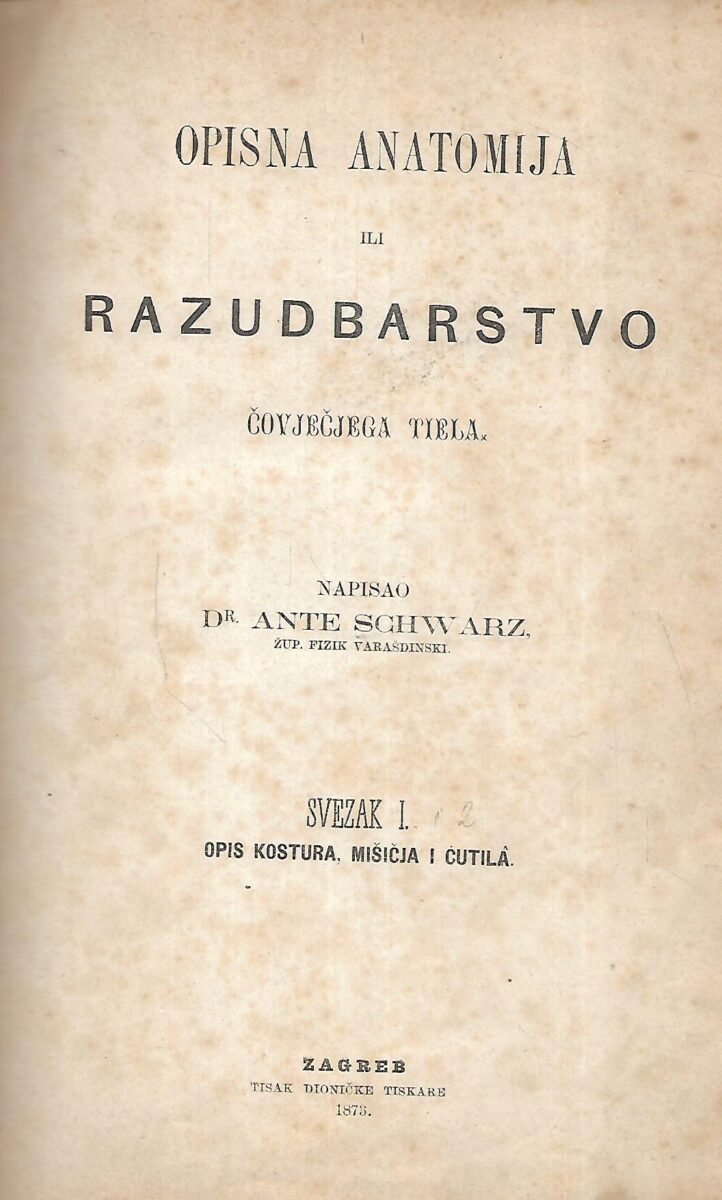 OPISNA ANATOMIJA
ILI
RAZUDBARSTVO
ČOVJEČJEGA TIELA.
NAPISAO
DR. ANTE SCHWARZ,
ŽUP. FIZIK VARAŠDINSKI.
SVEZAK I. i 2
OPIS KOSTURA, MIŠIČJA I ĆUTILÂ.
ZAGREB
TISAK DIONIČKE TISKARE
1873.